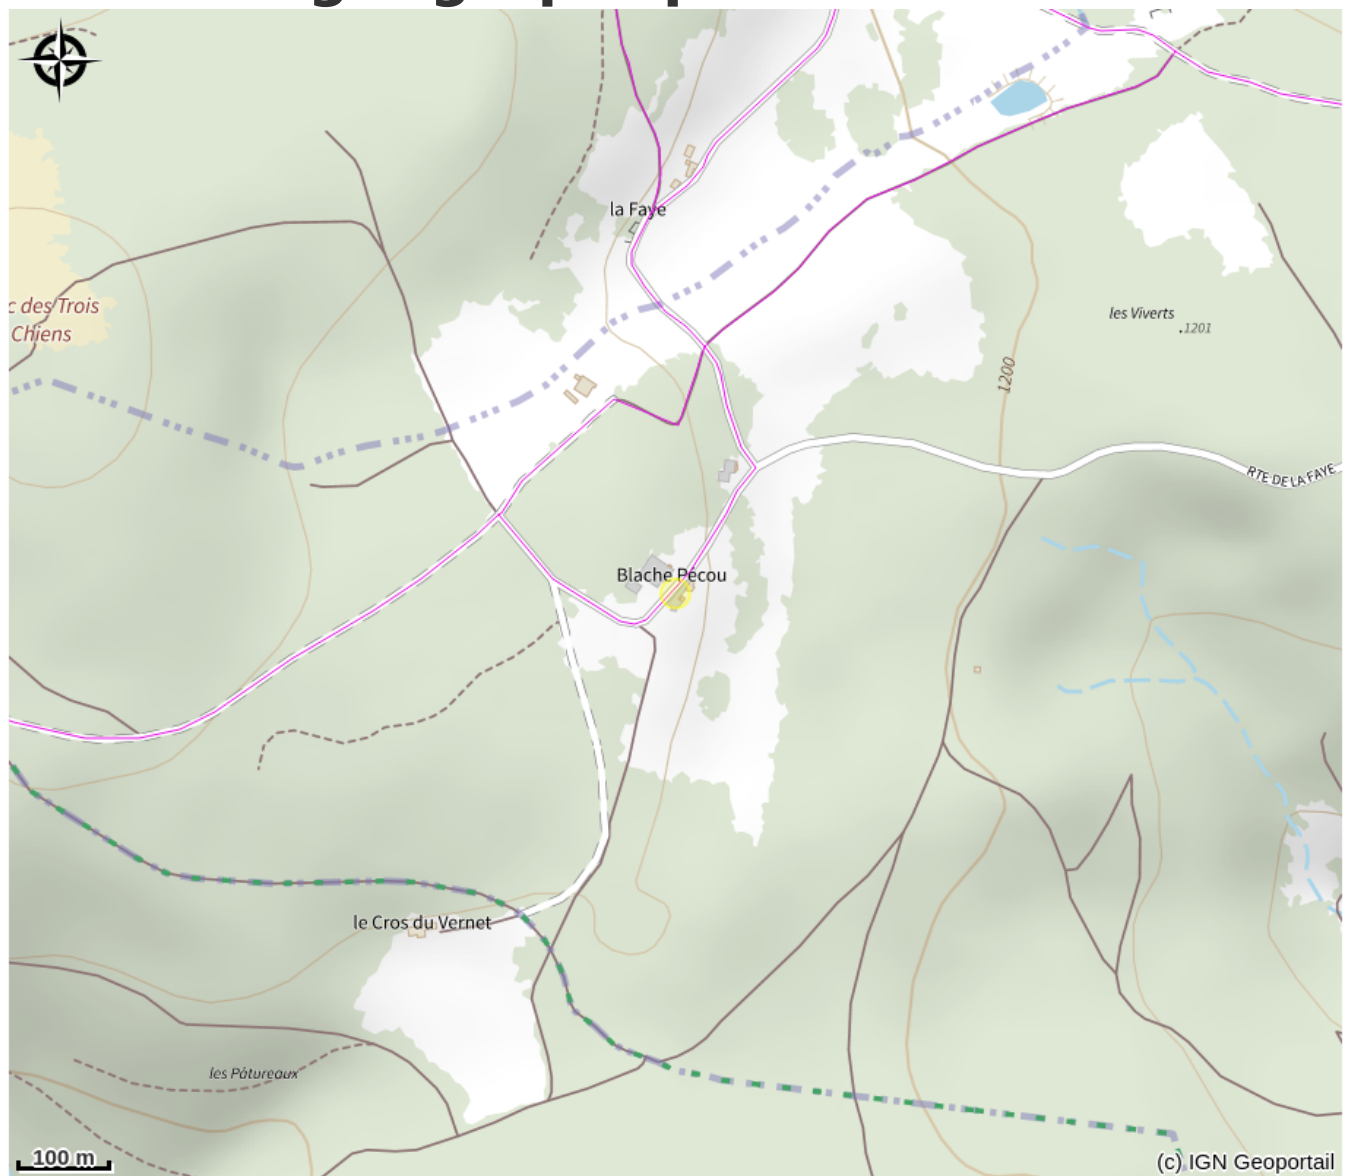 la Faye
c des Trois
Chiens
les Viverts
.1201
1200
RTE DE LA FAYE
Blache Pécou
le Cros du Vernet
les Pâtureaux
100 m
(c) IGN Geoportail